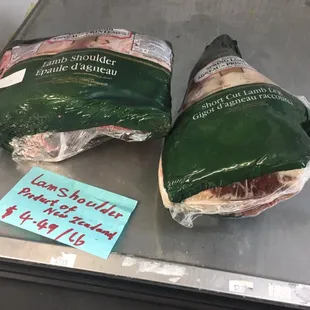 Lamb Shoulder
Épaule d'agneau
Short Cut Lamb Leg
Gigot d'agneau raccourci
Lamshoulder
Product of
New Zealand
$ 4.49/lb